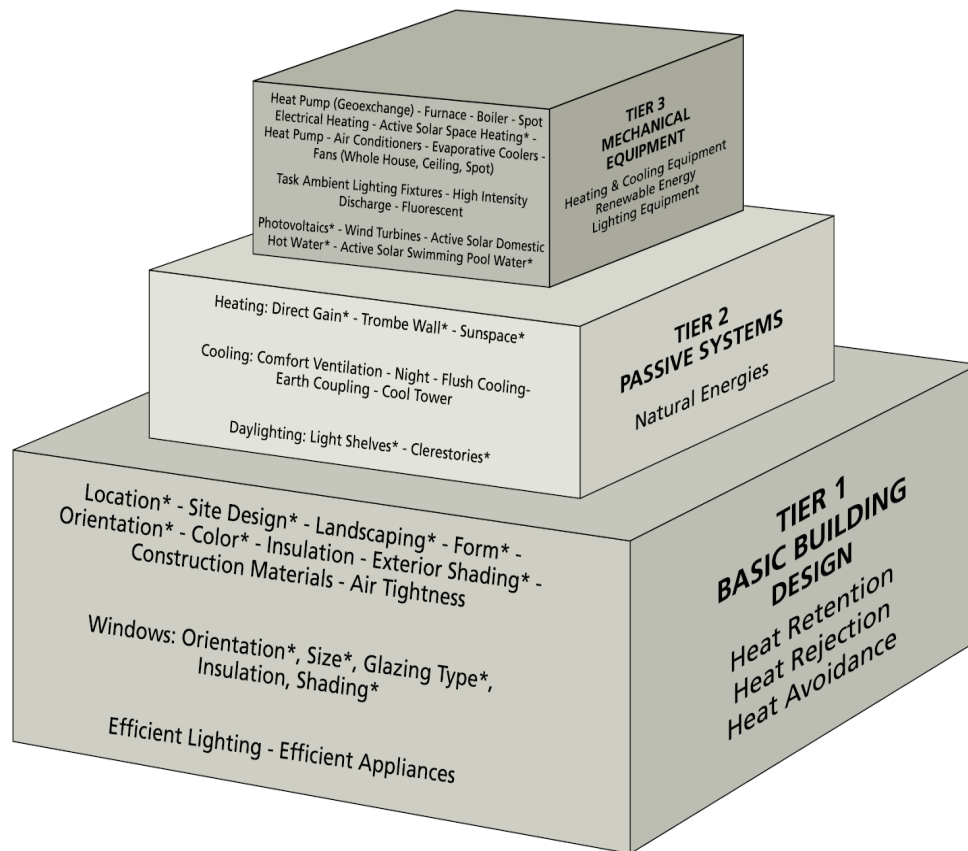 Heat Pump (Geoexchange) - Furnace - Boiler - Spot
Electrical Heating - Active Solar Space Heating* -
Heat Pump - Air Conditioners - Evaporative Coolers -
Fans (Whole House, Ceiling, Spot)
Task Ambient Lighting Fixtures - High Intensity
Discharge - Fluorescent
Photovoltaics* - Wind Turbines - Active Solar Domestic
Hot Water* - Active Solar Swimming Pool Water*
TIER 3
MECHANICAL
EQUIPMENT
Heating & Cooling Equipment
Renewable Energy
Lighting Equipment
Heating: Direct Gain* - Trombe Wall* - Sunspace*
Cooling: Comfort Ventilation - Night - Flush Cooling-
Earth Coupling - Cool Tower
Daylighting: Light Shelves* - Clerestories*
TIER 2
PASSIVE SYSTEMS
Natural Energies
Location* - Site Design* - Landscaping* - Form* -
Orientation* - Color* - Insulation - Exterior Shading* -
Construction Materials - Air Tightness
Windows: Orientation*, Size*, Glazing Type*,
Insulation, Shading*
Efficient Lighting - Efficient Appliances
TIER 1
BASIC BUILDING
DESIGN
Heat Retention
Heat Rejection
Heat Avoidance